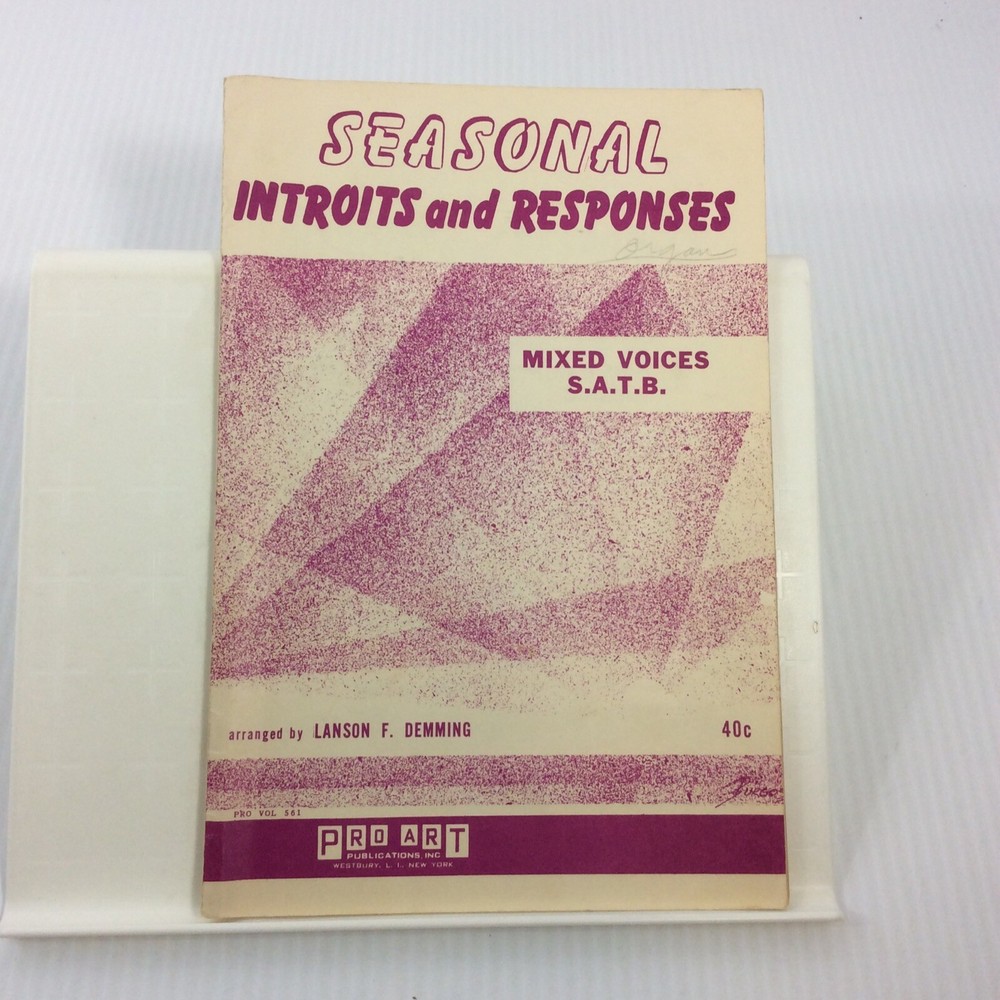 SEASONAL
INTROITS and RESPONSES
Organ
MIXED VOICES
S.A.T.B.
arranged by LANSON F. DEMMING
40c
PRO VOL 561
PRO ART
PUBLICATIONS, INC
WESTBURY, L. I., NEW YORK